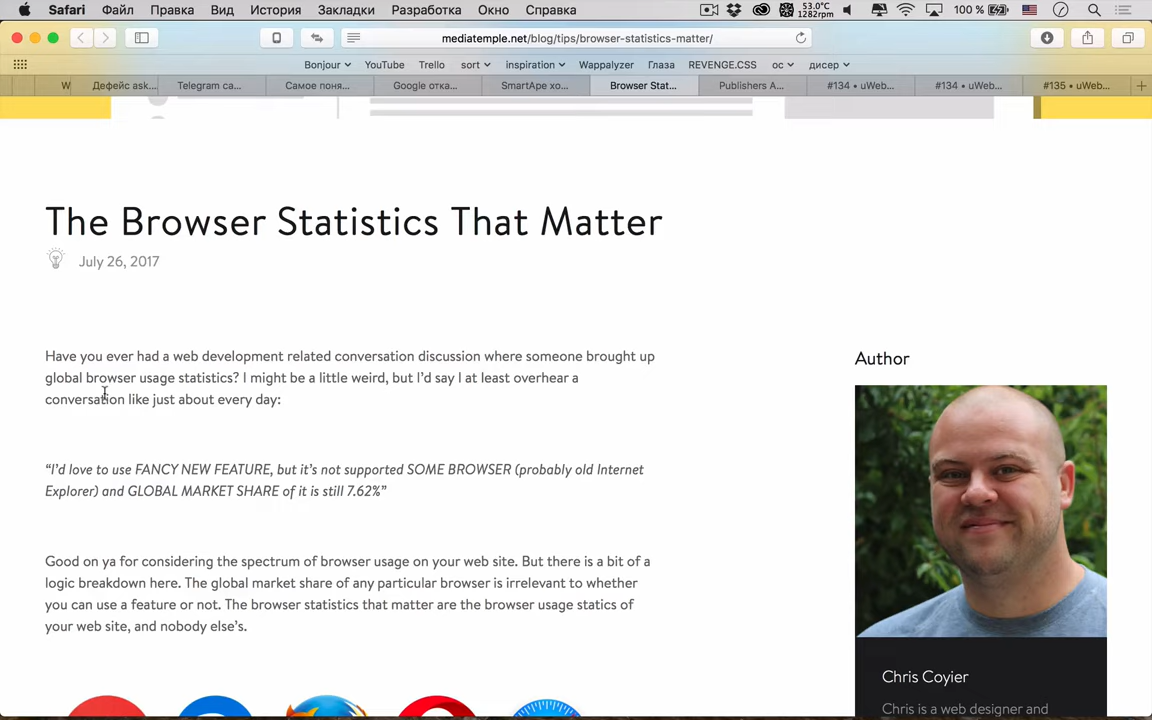 Safari Файл Правка Вид История Закладки Разработка Окно Справка 53.0°C 1282rpm 100 %
mediatemple.net/blog/tips/browser-statistics-matter/
Bonjour YouTube Trello sort inspiration Wappalyzer Глаза REVENGE.CSS ос дисер
W Дефейс ask... Telegram ca... Самое поня... Google отка... SmartApe хо... Browser Stat... Publishers A... #134 • uWeb... #134 • uWeb... #135 • uWeb...
The Browser Statistics That Matter
July 26, 2017
Have you ever had a web development related conversation discussion where someone brought up
global browser usage statistics? I might be a little weird, but I’d say I at least overhear a
conversation like just about every day:
“I’d love to use FANCY NEW FEATURE, but it’s not supported SOME BROWSER (probably old Internet
Explorer) and GLOBAL MARKET SHARE of it is still 7.62%”
Good on ya for considering the spectrum of browser usage on your web site. But there is a bit of a
logic breakdown here. The global market share of any particular browser is irrelevant to whether
you can use a feature or not. The browser statistics that matter are the browser usage statics of
your web site, and nobody else’s.
Author
Chris Coyier
Chris is a web designer and